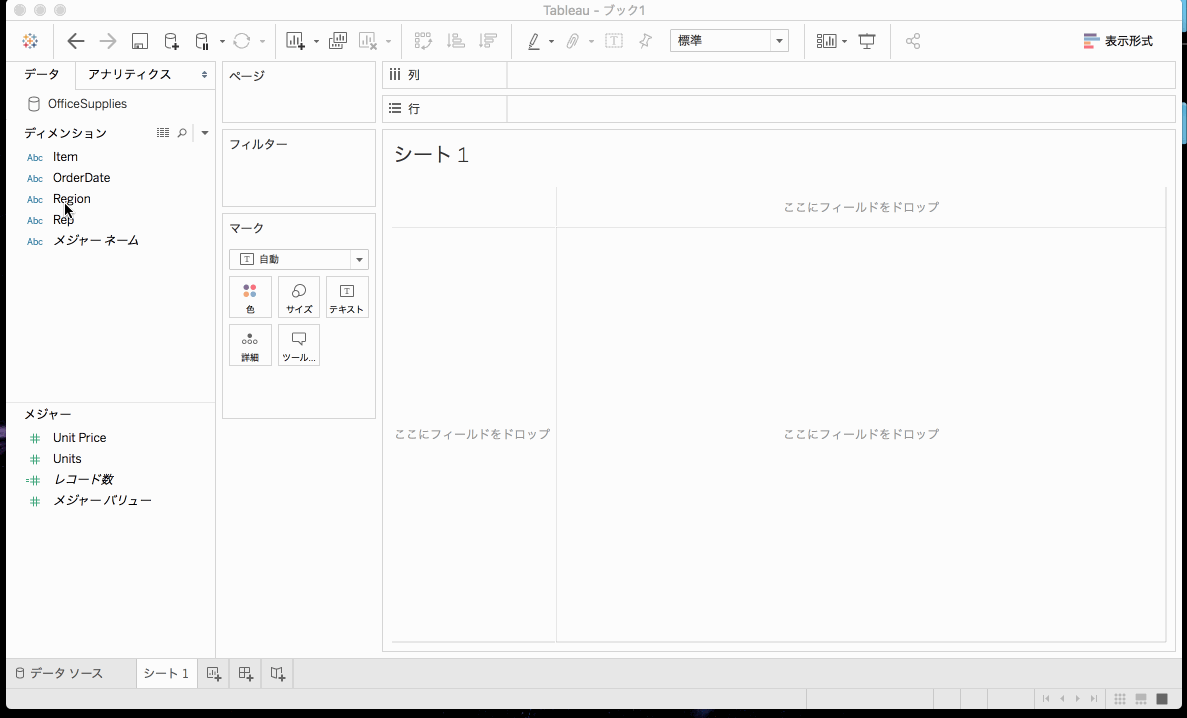 Tableau - ブック1
標準
表示形式
データ
アナリティクス
OfficeSupplies
ディメンション
Abc Item
Abc OrderDate
Abc Region
Abc Rep
Abc メジャー ネーム
メジャー
# Unit Price
# Units
=# レコード数
# メジャー バリュー
ページ
フィルター
マーク
T 自動
色
サイズ
T テキスト
詳細
ツール...
列
行
シート 1
ここにフィールドをドロップ
ここにフィールドをドロップ
ここにフィールドをドロップ
データ ソース
シート 1